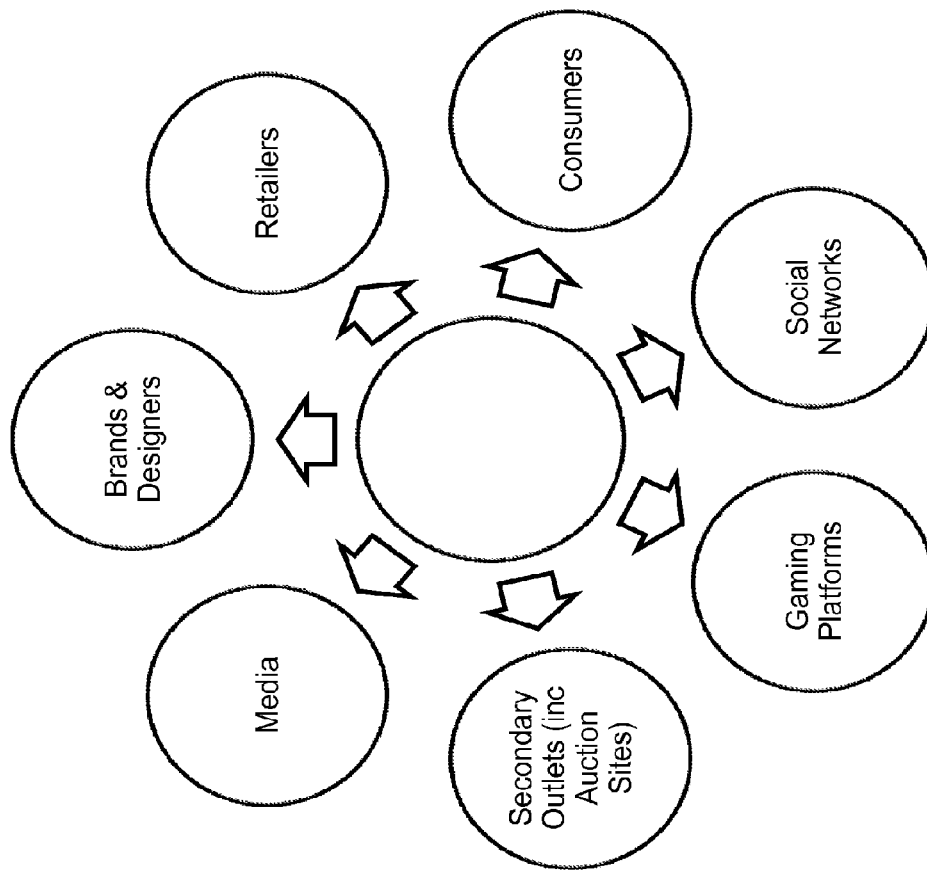 Brands &
Designers
Retailers
Consumers
Social
Networks
Gaming
Platforms
Secondary
Outlets (inc
Auction
Sites)
Media